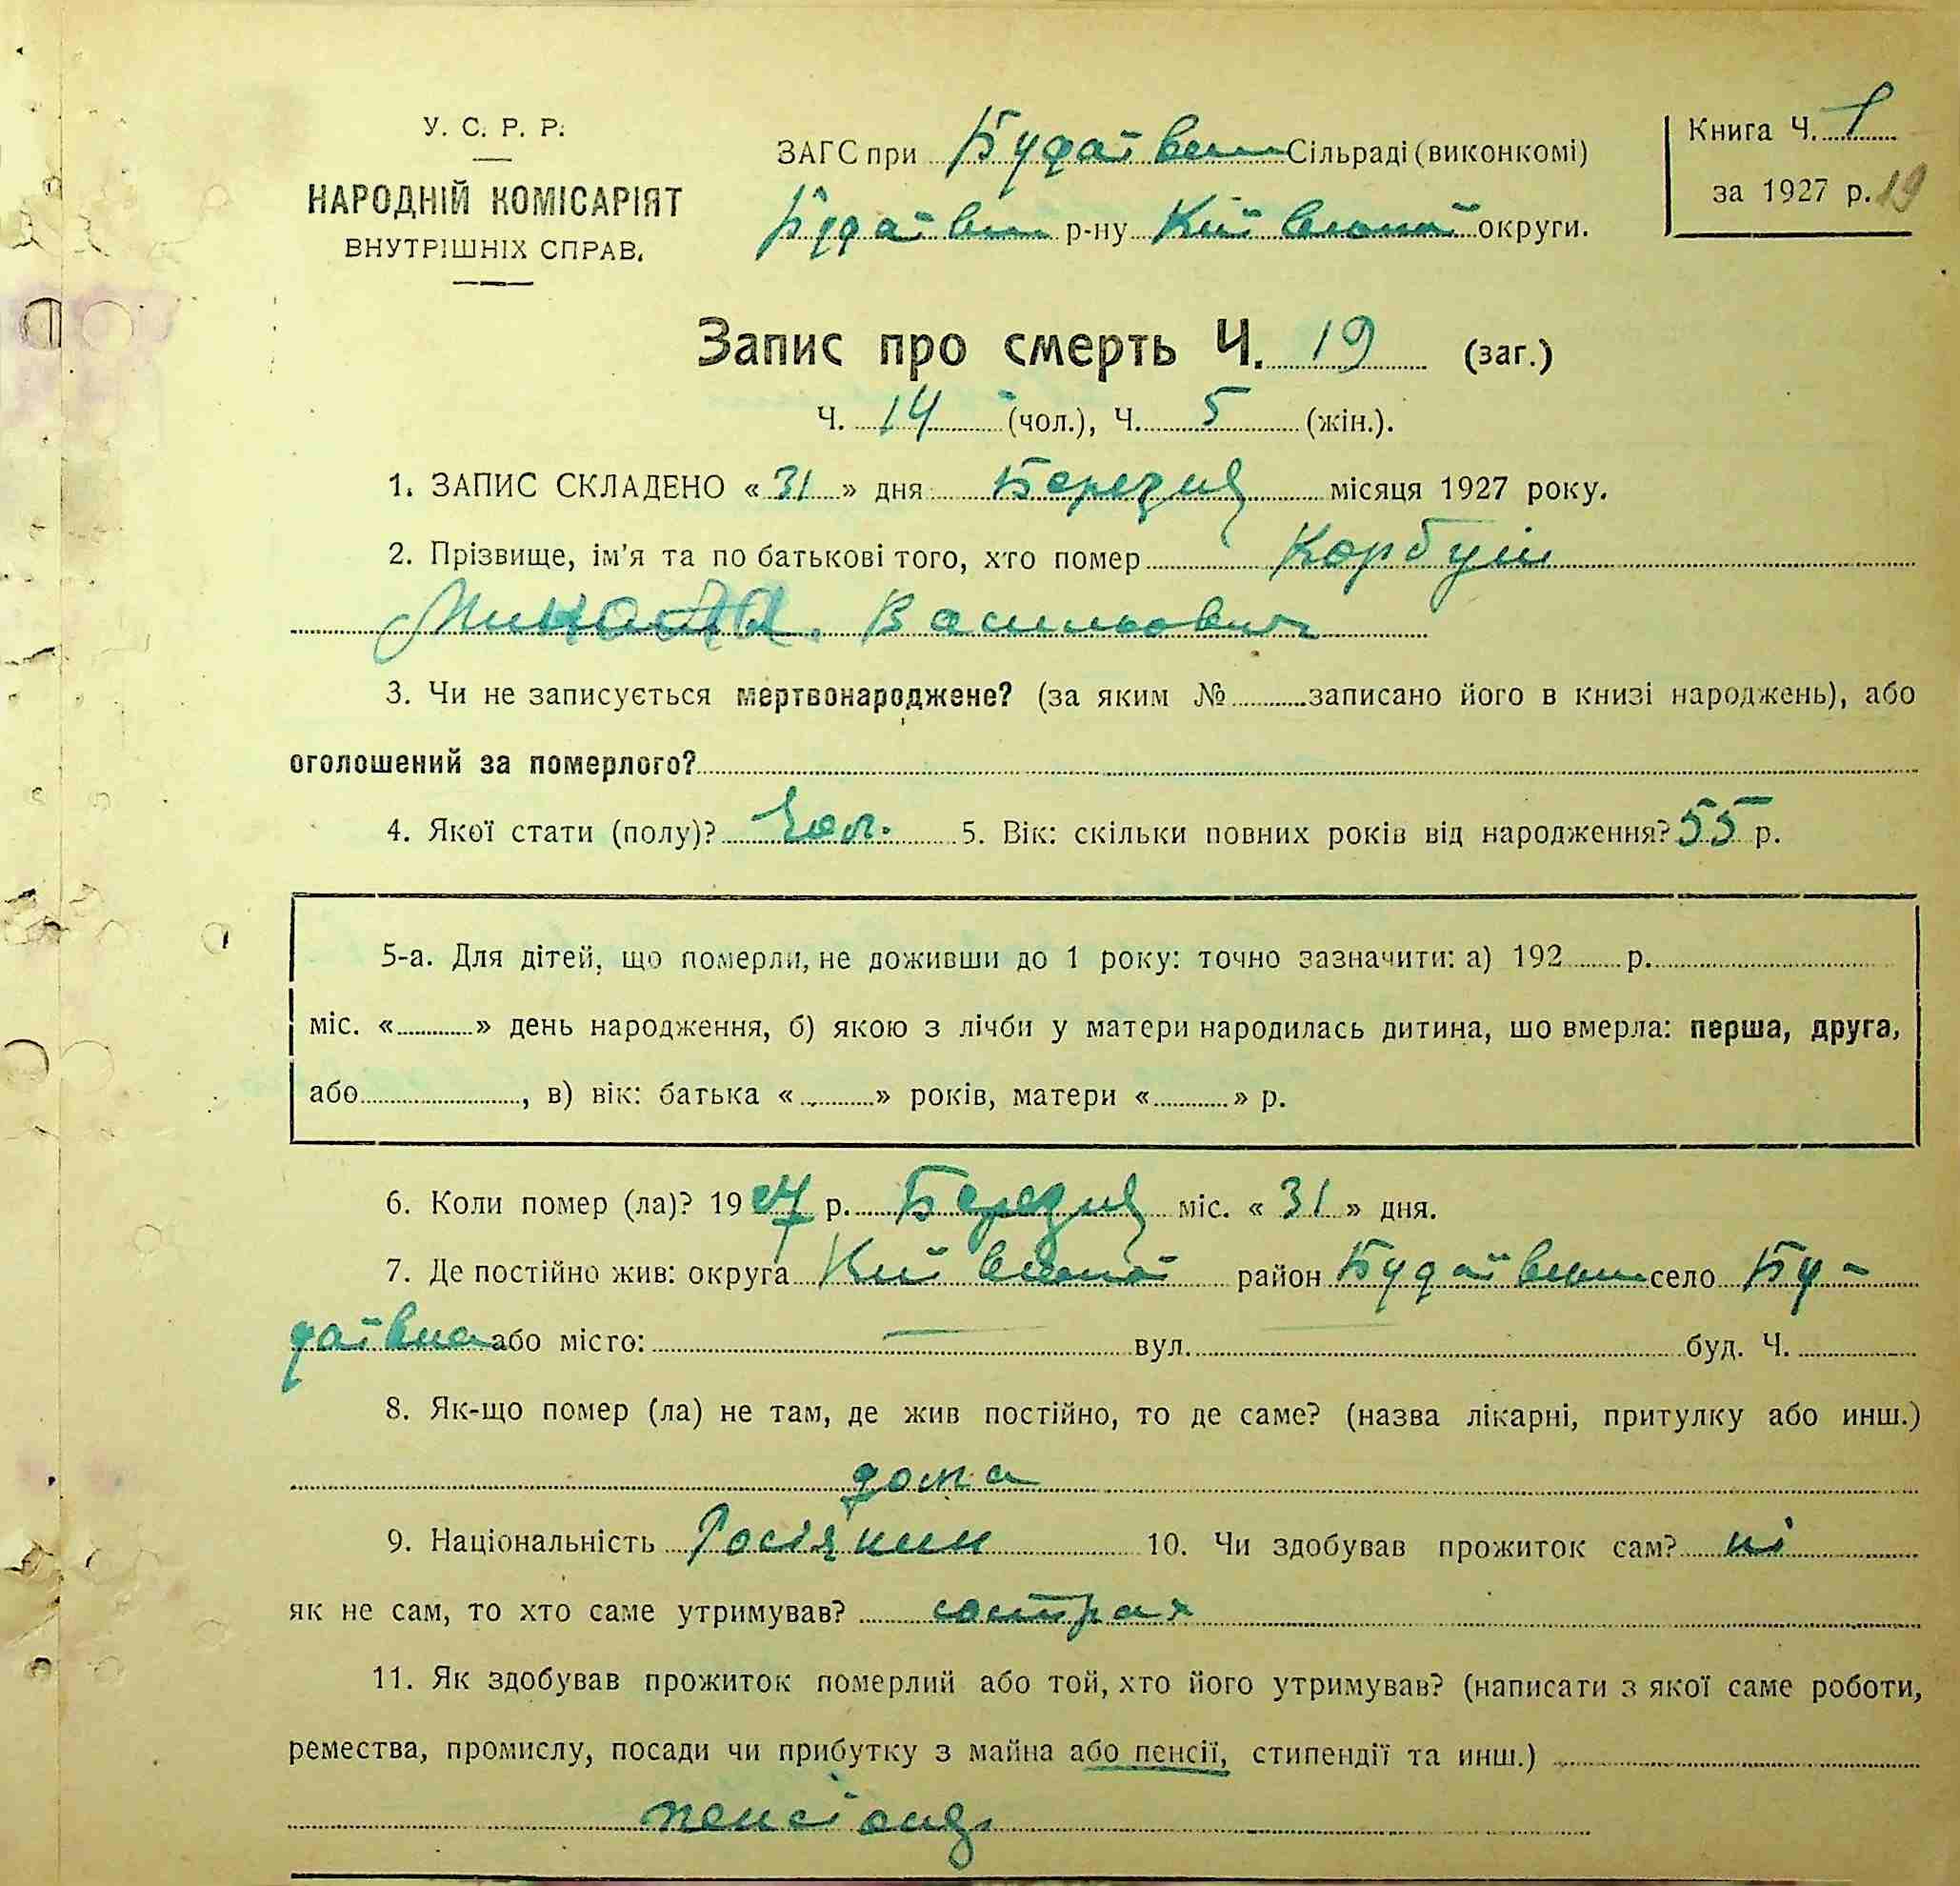 У. С. Р. Р.
НАРОДНІЙ КОМІСАРІЯТ
ВНУТРІШНІХ СПРАВ.
ЗАГС при Будаївськ Сільраді (виконкомі)
Будаївськ р-ну Київської округи.
Книга Ч. 1
за 1927 р. 19
Запис про смерть Ч. 19 (заг.)
Ч. 14 (чол.), Ч. 5 (жін.).
1. ЗАПИС СКЛАДЕНО «31» дня Березня місяця 1927 року.
2. Прізвище, ім'я та по батькові того, хто помер
Васильович
3. Чи не записується мертвонароджене? (за яким № записано його в книзі народжень), або
оголошений за померлого?
4. Якої стати (полу)? Чол. 5. Вік: скільки повних років від народження? 55 р.
5-а. Для дітей, що померли, не доживши до 1 року: точно зазначити: а) 192 р.
міс. « » день народження, б) якою з лічби у матери народилась дитина, що вмерла: перша, друга,
або , в) вік: батька « » років, матери « » р.
6. Коли помер (ла)? 1927 р. Березня міс. «31» дня.
7. Де постійно жив: округа Київської район Будаївськ село Бу-
даївка або місто: — вул. буд. Ч.
8. Як-що помер (ла) не там, де жив постійно, то де саме? (назва лікарні, притулку або инш.)
дома
9. Національність Росіянин 10. Чи здобував прожиток сам? ні
як не сам, то хто саме утримував? состраx
11. Як здобував прожиток померлий або той, хто його утримував? (написати з якої саме роботи,
ремества, промислу, посади чи прибутку з майна або пенсії, стипендії та инш.)